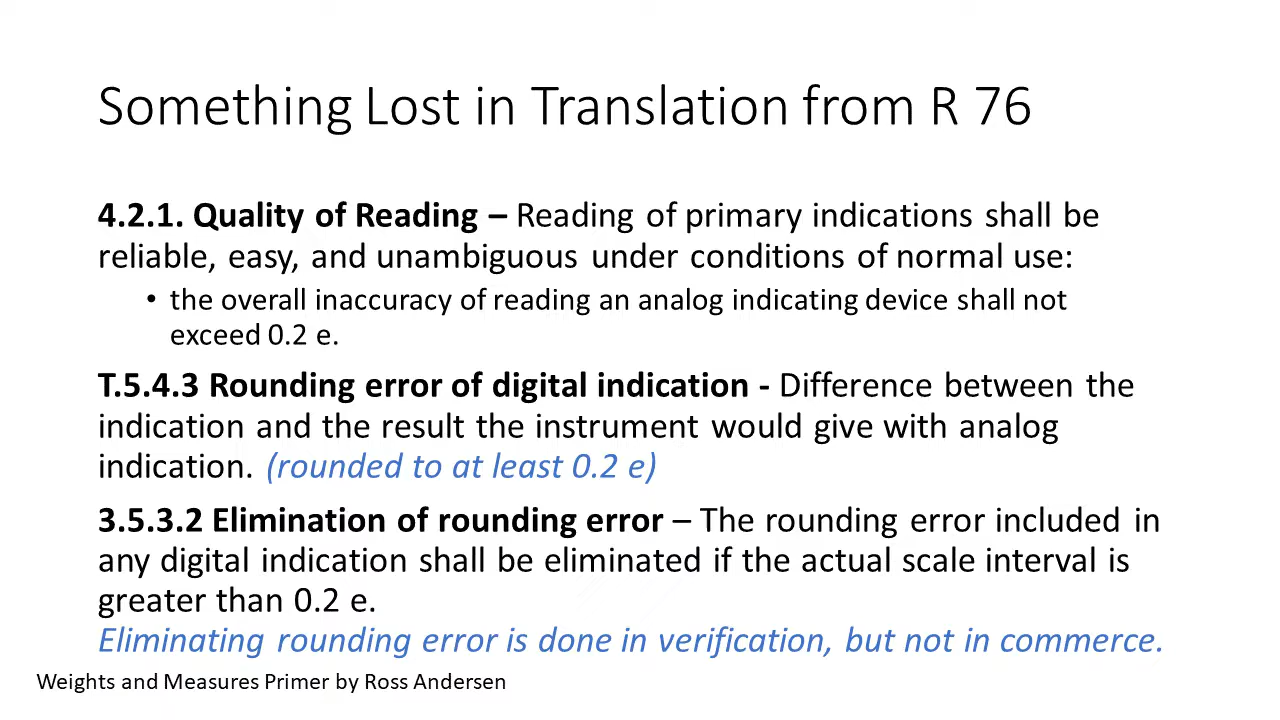 Something Lost in Translation from R 76
4.2.1. Quality of Reading – Reading of primary indications shall be
reliable, easy, and unambiguous under conditions of normal use:
• the overall inaccuracy of reading an analog indicating device shall not
exceed 0.2 e.
T.5.4.3 Rounding error of digital indication - Difference between the
indication and the result the instrument would give with analog
indication. (rounded to at least 0.2 e)
3.5.3.2 Elimination of rounding error – The rounding error included in
any digital indication shall be eliminated if the actual scale interval is
greater than 0.2 e.
Eliminating rounding error is done in verification, but not in commerce.
Weights and Measures Primer by Ross Andersen